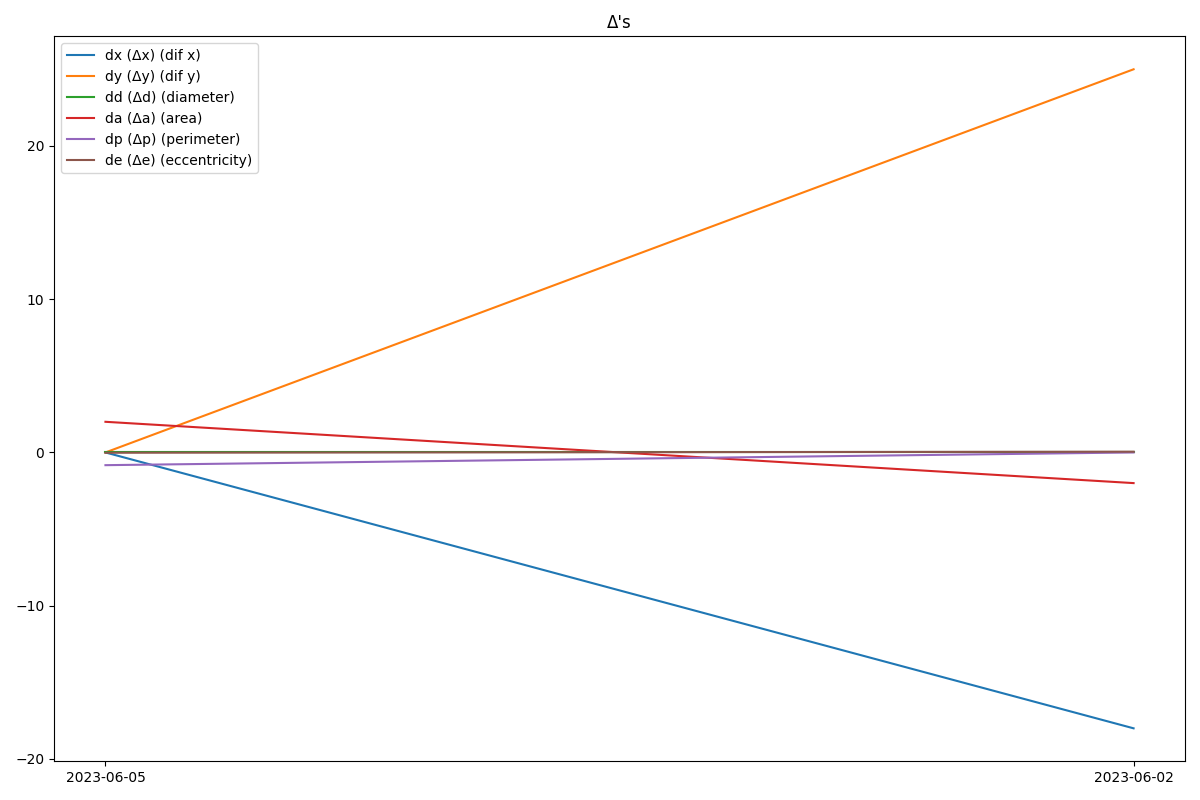 Δ's
dx (Δx) (dif x)
dy (Δy) (dif y)
dd (Δd) (diameter)
da (Δa) (area)
dp (Δp) (perimeter)
de (Δe) (eccentricity)
20
10
0
−10
−20
2023-06-05 2023-06-02